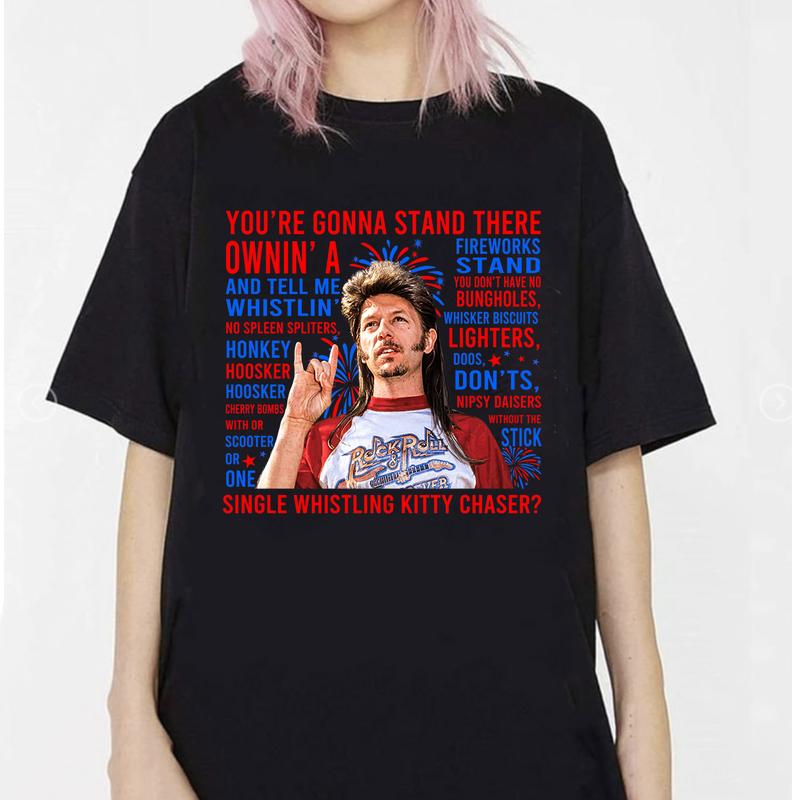 YOU'RE GONNA STAND THERE
OWNIN' A
FIREWORKS
STAND
AND TELL ME
YOU DON'T HAVE NO
WHISTLIN'
BUNGHOLES,
NO SPLEEN SPLITERS,
WHISKER BISCUITS
HONKEY
LIGHTERS,
HOOSKER
DOOS,
HOOSKER
DON'TS,
CHERRY BOMBS
NIPSY DAISERS
WITH OR
WITHOUT THE
SCOOTER
STICK
OR
ONE
SINGLE WHISTLING KITTY CHASER?
ROCK & ROLL